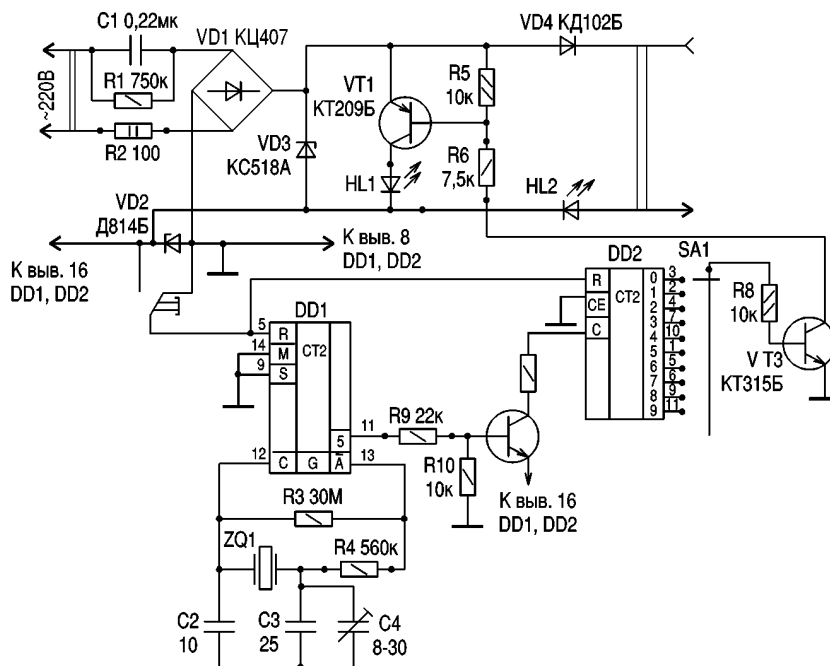 C1 0,22мк
VD1 КЦ407
VD4 КД102Б
~220В
R1 750к
R2 100
VT1
КТ209Б
R5
10к
VD3
КС518А
R6
7,5к
HL1
HL2
VD2
Д814Б
К выв. 16
DD1, DD2
К выв. 8
DD1, DD2
DD2
SA1
R
CE
C
CT2
0
1
2
3
4
5
6
7
8
9
3
2
4
7
10
1
5
6
9
11
R8
10к
V T3
КТ315Б
DD1
5
14
9
12
R
M
S
CT2
C
G
A
5
11
13
R9 22к
R10
10к
К выв. 16
DD1, DD2
R3 30М
ZQ1
R4 560к
C2
10
C3
25
C4
8-30